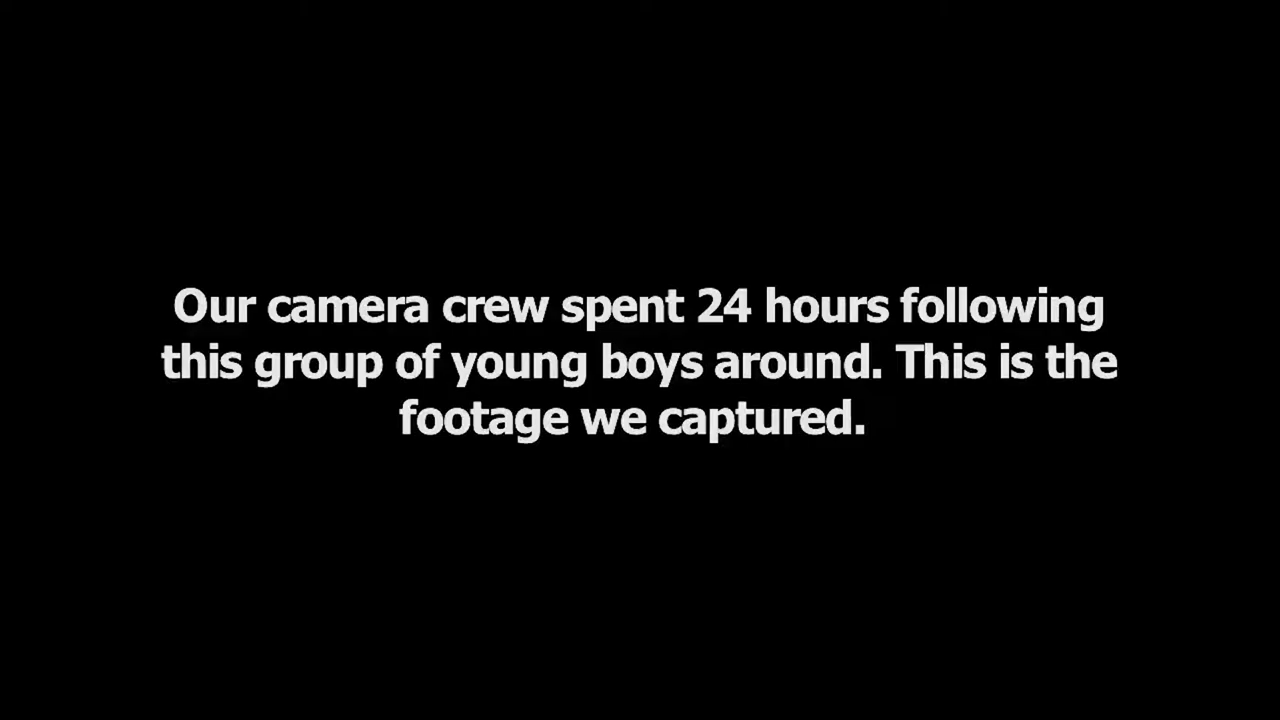 Our camera crew spent 24 hours following
this group of young boys around. This is the
footage we captured.